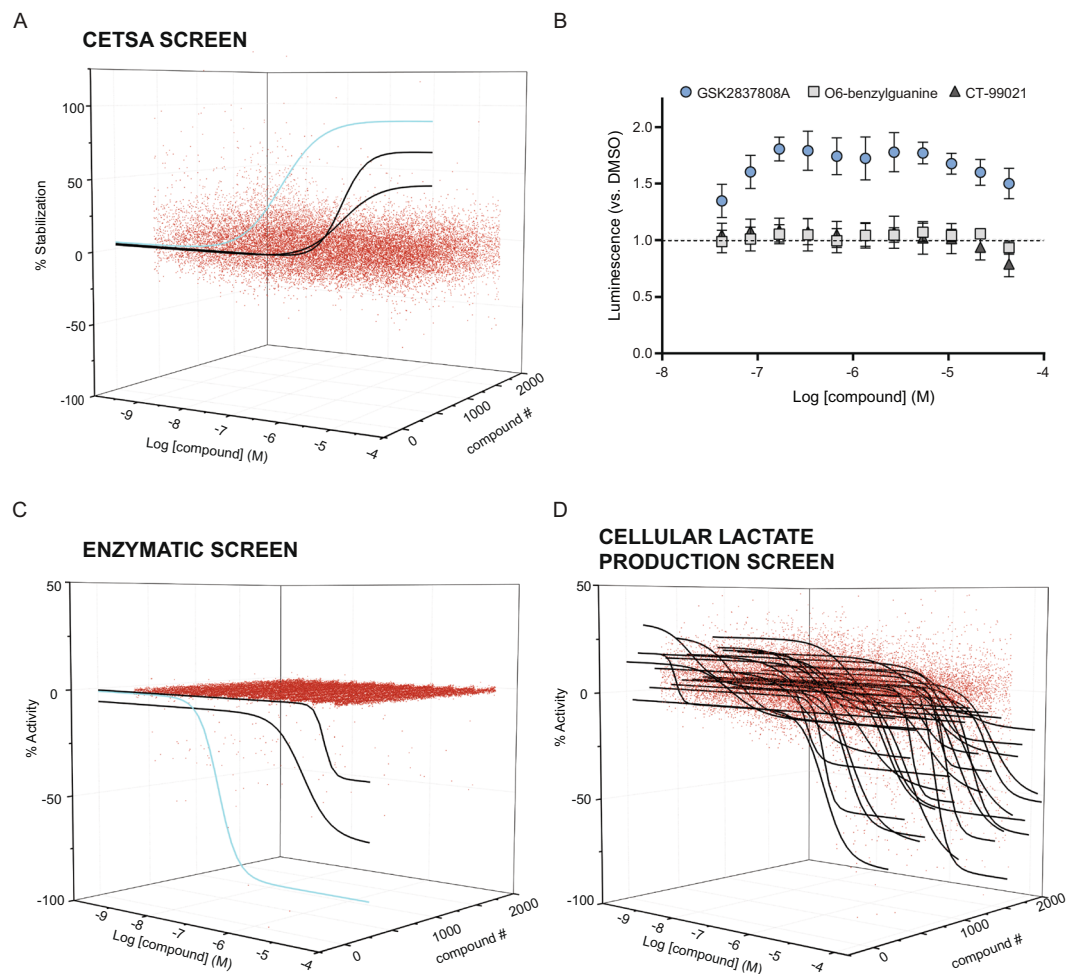 A
CETSA SCREEN
100
50
0
-50
-100
% Stabilization
-9
-8
-7
-6
-5
-4
Log [compound] (M)
0
1000
2000
compound #
B
GSK2837808A O6-benzylguanine CT-99021
2.0
1.5
1.0
0.5
0.0
Luminescence (vs. DMSO)
-8 -7 -6 -5 -4
Log [compound] (M)
C
ENZYMATIC SCREEN
50
0
-50
-100
% Activity
-9
-8
-7
-6
-5
-4
Log [compound] (M)
0
1000
2000
compound #
D
CELLULAR LACTATE
PRODUCTION SCREEN
50
0
-50
-100
% Activity
-9
-8
-7
-6
-5
-4
Log [compound] (M)
0
1000
2000
compound #